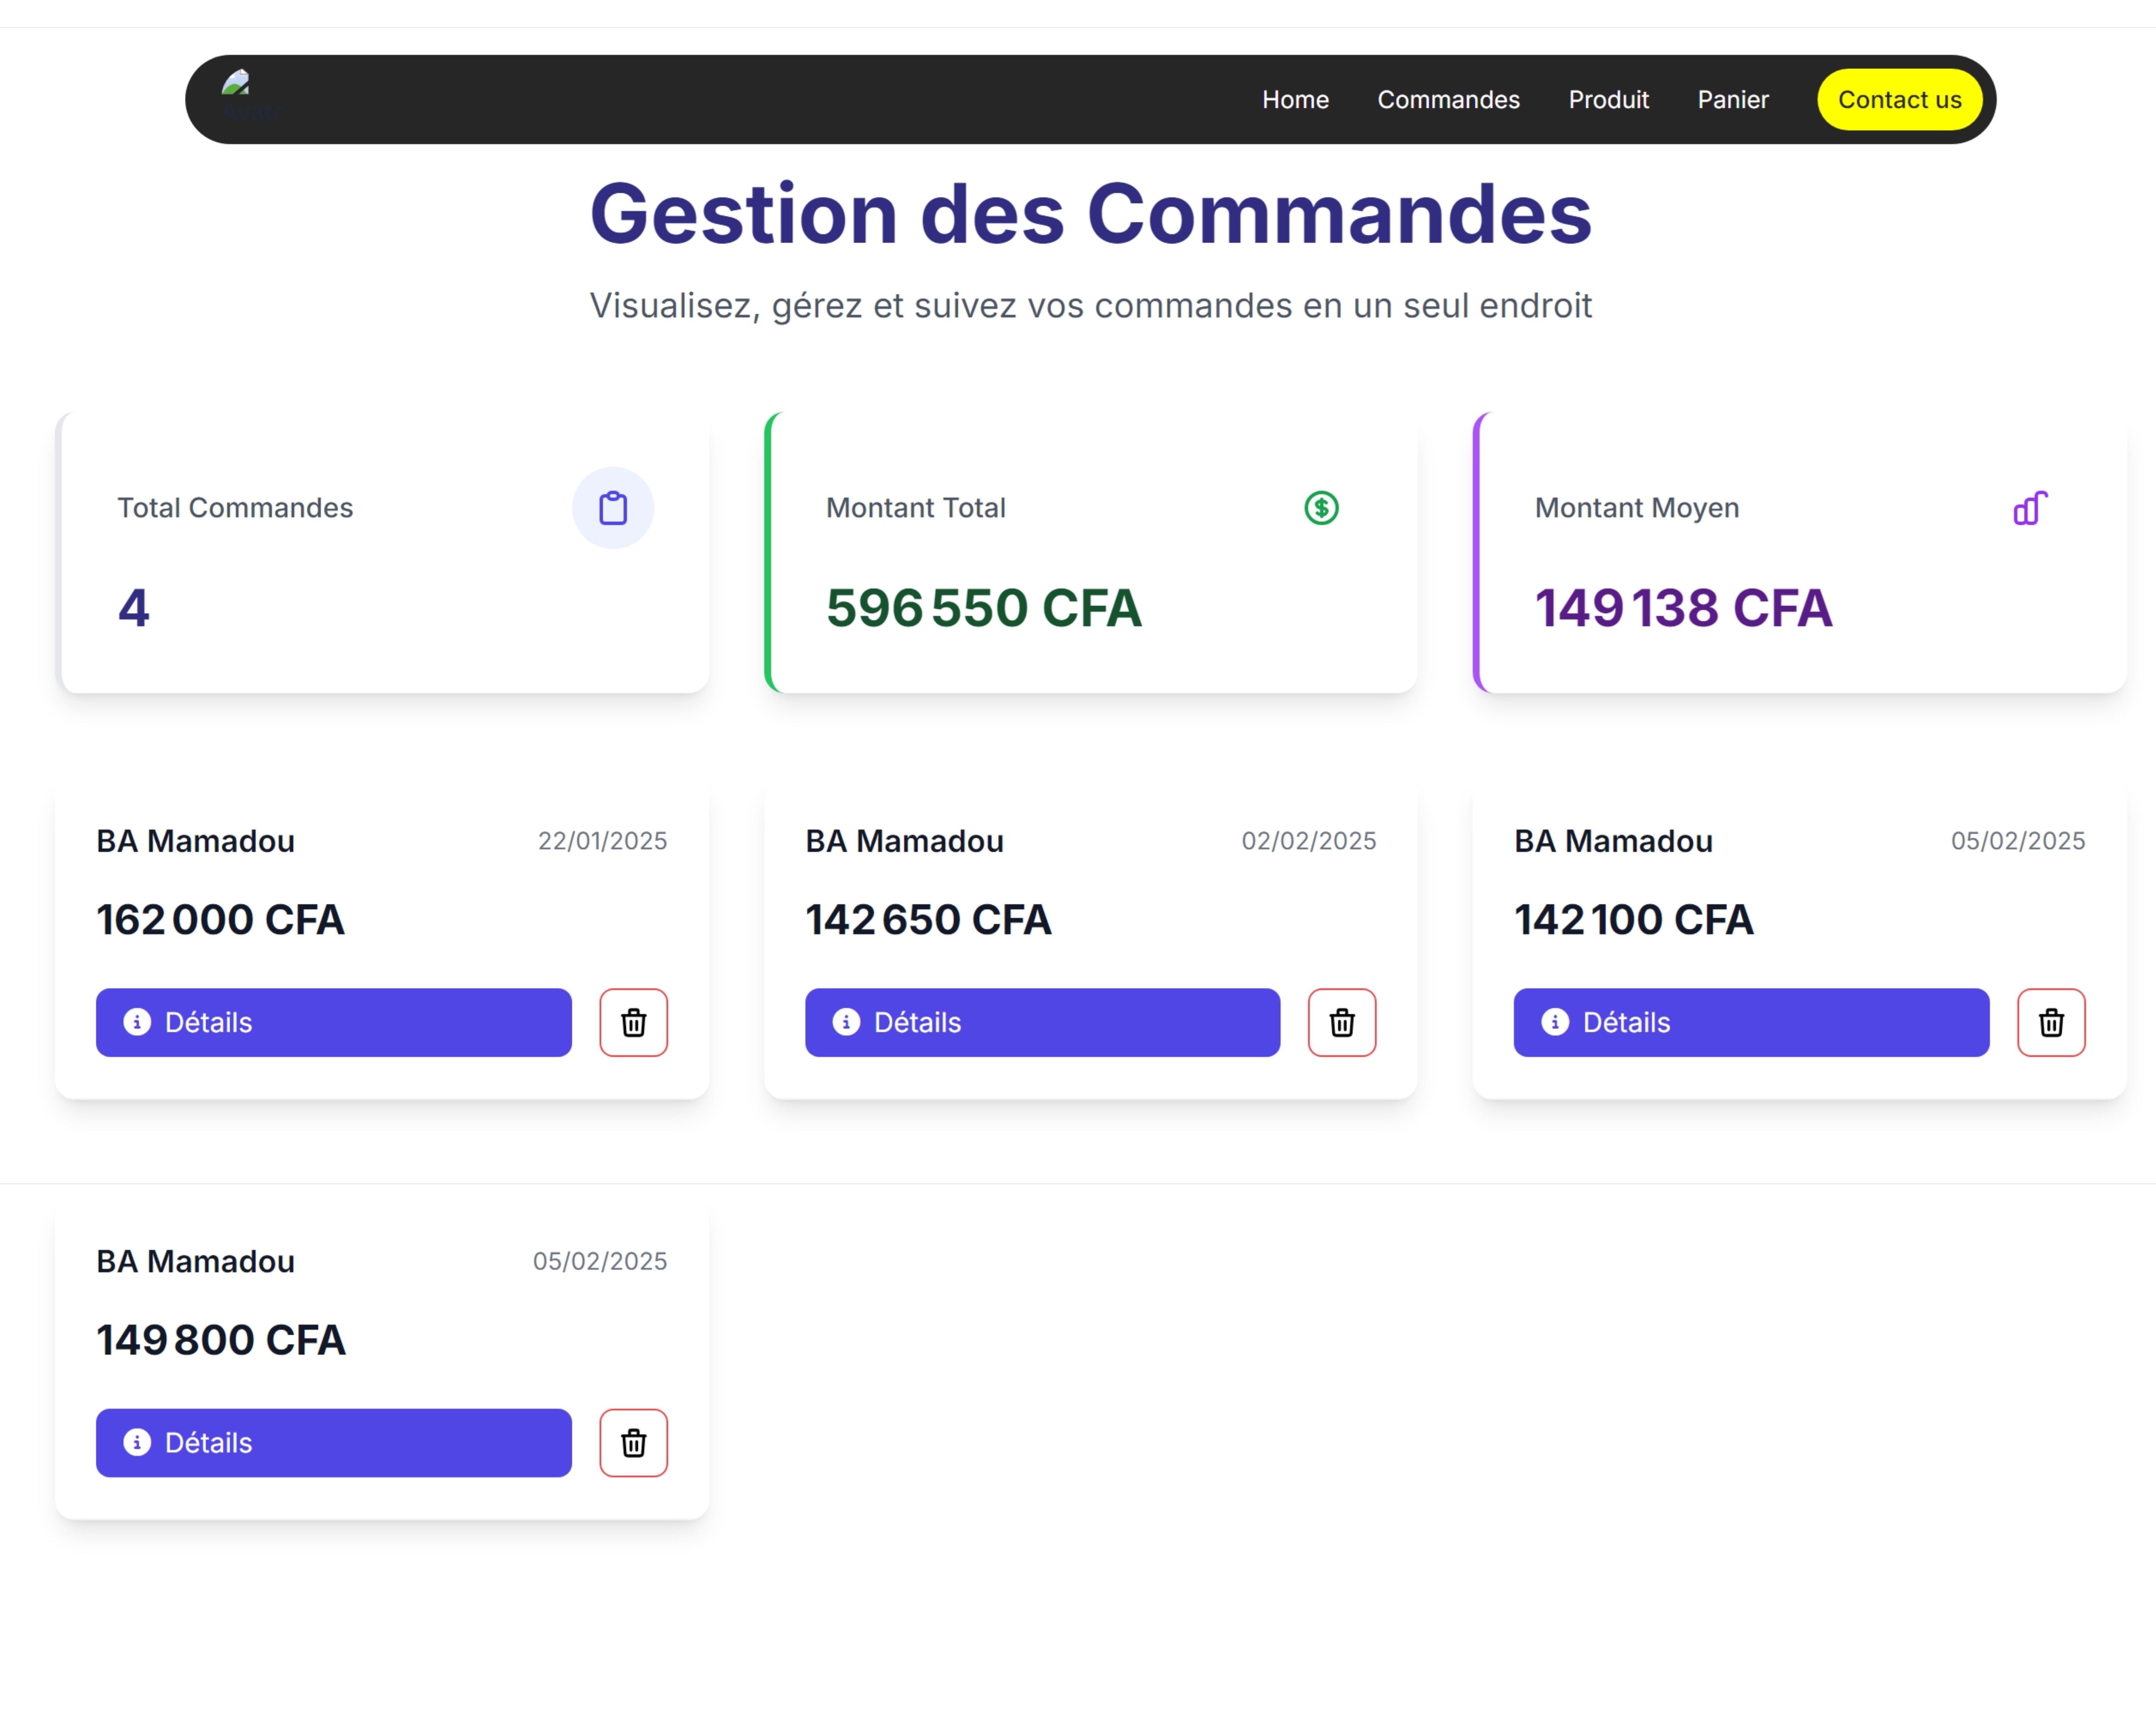 Home Commandes Produit Panier Contact us
Gestion des Commandes
Visualisez, gérez et suivez vos commandes en un seul endroit
Total Commandes
4
Montant Total
596 550 CFA
Montant Moyen
149 138 CFA
BA Mamadou 22/01/2025
162 000 CFA
Détails
BA Mamadou 02/02/2025
142 650 CFA
Détails
BA Mamadou 05/02/2025
142 100 CFA
Détails
BA Mamadou 05/02/2025
149 800 CFA
Détails